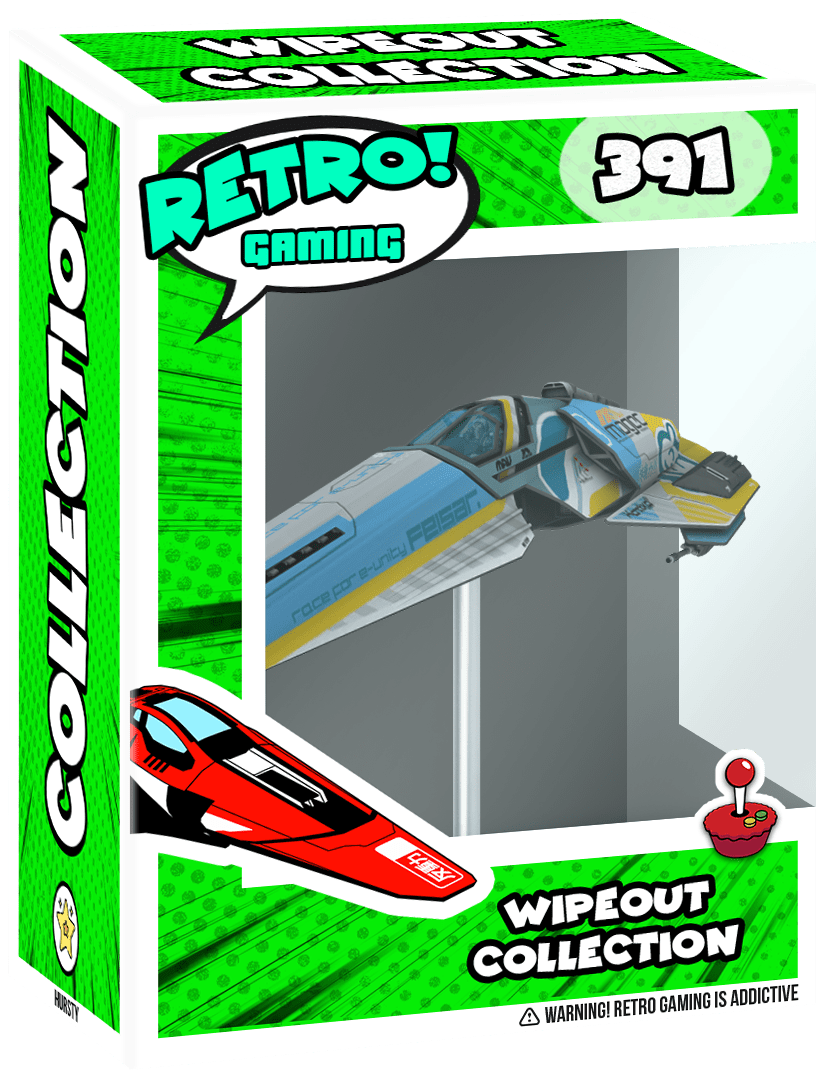 WIPEOUT
COLLECTION
COLLECTION
HURSTY
RETRO!
GAMING
391
race for e-unity Feisar
WIPEOUT
COLLECTION
WARNING! RETRO GAMING IS ADDICTIVE